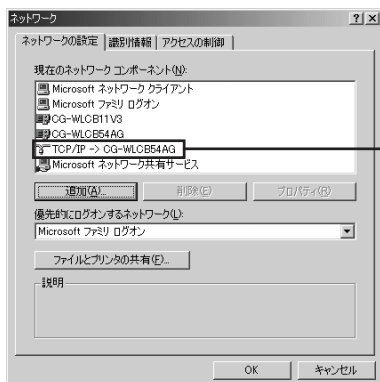 ネットワーク
ネットワークの設定 識別情報 アクセスの制御
現在のネットワーク コンポーネント(N):
Microsoft ネットワーク クライアント
Microsoft ファミリ ログオン
CG-WLCB11V3
CG-WLCB54AG
TCP/IP -> CG-WLCB54AG
Microsoft ネットワーク共有サービス
追加(A)... 削除(E) プロパティ(R)
優先的にログオンするネットワーク(L):
Microsoft ファミリ ログオン
ファイルとプリンタの共有(F)...
説明
OK キャンセル